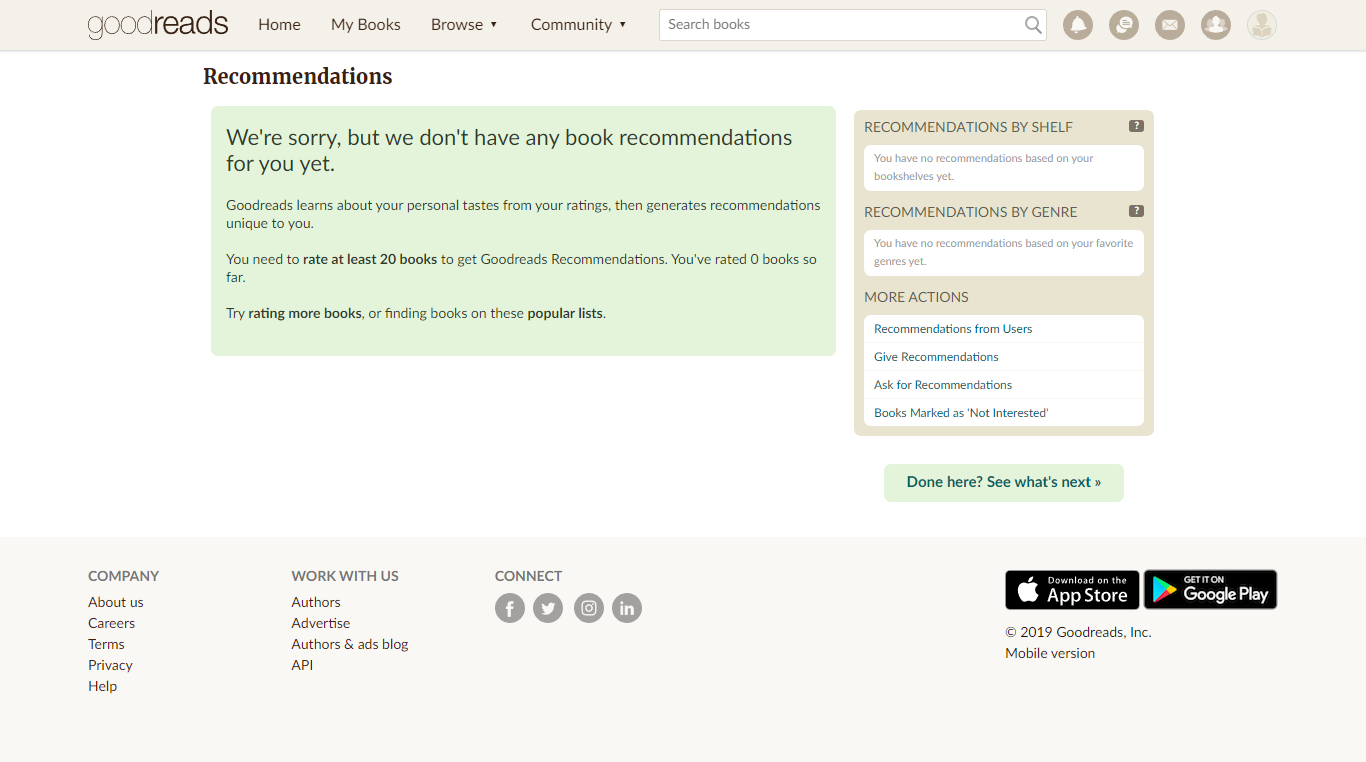 goodreads
Home
My Books
Browse ▼
Community ▼
Search books
Recommendations
We're sorry, but we don't have any book recommendations
for you yet.
Goodreads learns about your personal tastes from your ratings, then generates recommendations
unique to you.
You need to rate at least 20 books to get Goodreads Recommendations. You've rated 0 books so
far.
Try rating more books, or finding books on these popular lists.
RECOMMENDATIONS BY SHELF ?
You have no recommendations based on your
bookshelves yet.
RECOMMENDATIONS BY GENRE ?
You have no recommendations based on your favorite
genres yet.
MORE ACTIONS
Recommendations from Users
Give Recommendations
Ask for Recommendations
Books Marked as 'Not Interested'
Done here? See what's next »
COMPANY
About us
Careers
Terms
Privacy
Help
WORK WITH US
Authors
Advertise
Authors & ads blog
API
CONNECT
Download on the
App Store
GET IT ON
Google Play
© 2019 Goodreads, Inc.
Mobile version